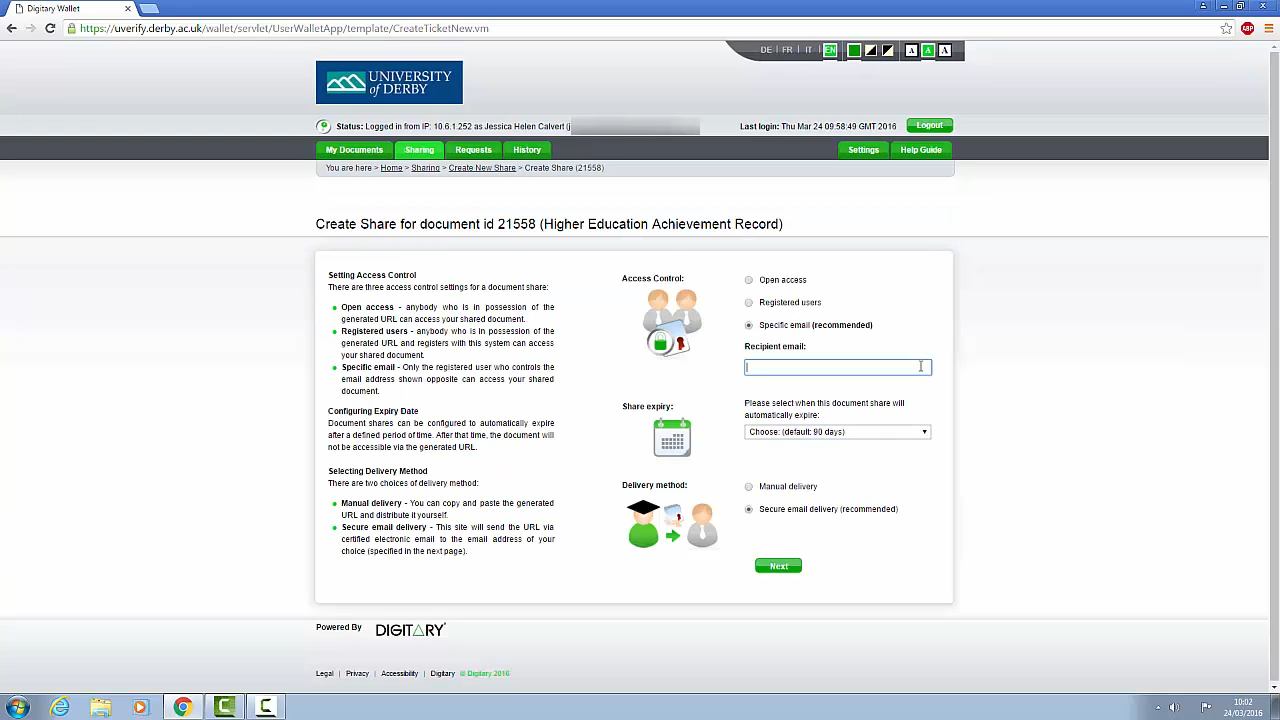 Digitary Wallet
https://uverify.derby.ac.uk/wallet/servlet/UserWalletApp/template/CreateTicketNew.vm
ABP
DE | FR | IT | EN
A A A
UNIVERSITY
of DERBY
Status: Logged in from IP: 10.6.1.252 as Jessica Helen Calvert (j
Last login: Thu Mar 24 09:58:49 GMT 2016
Logout
My Documents
Sharing
Requests
History
Settings
Help Guide
You are here > Home > Sharing > Create New Share > Create Share (21558)
Create Share for document id 21558 (Higher Education Achievement Record)
Setting Access Control
There are three access control settings for a document share:
Open access - anybody who is in possession of the
generated URL can access your shared document.
Registered users - anybody who is in possession of the
generated URL and registers with this system can access
your shared document.
Specific email - Only the registered user who controls the
email address shown opposite can access your shared
document.
Configuring Expiry Date
Document shares can be configured to automatically expire
after a defined period of time. After that time, the document will
not be accessible via the generated URL.
Selecting Delivery Method
There are two choices of delivery method:
Manual delivery - You can copy and paste the generated
URL and distribute it yourself.
Secure email delivery - This site will send the URL via
certified electronic email to the email address of your
choice (specified in the next page).
Access Control:
Open access
Registered users
Specific email (recommended)
Recipient email:
Share expiry:
Please select when this document share will
automatically expire:
Choose: (default: 90 days)
Delivery method:
Manual delivery
Secure email delivery (recommended)
Next
Powered By DIGITARY
Legal | Privacy | Accessibility | Digitary © Digitary 2016
10:02
24/03/2016